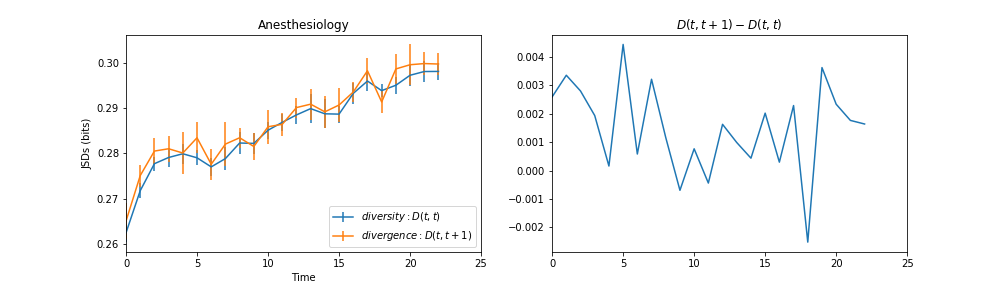 Anesthesiology
JSDs (bits)
0.30
0.29
0.28
0.27
0.26
0 5 10 15 20 25
Time
diversity : D(t, t)
divergence : D(t, t + 1)
D(t, t + 1) − D(t, t)
0.004
0.003
0.002
0.001
0.000
−0.001
−0.002
0 5 10 15 20 25